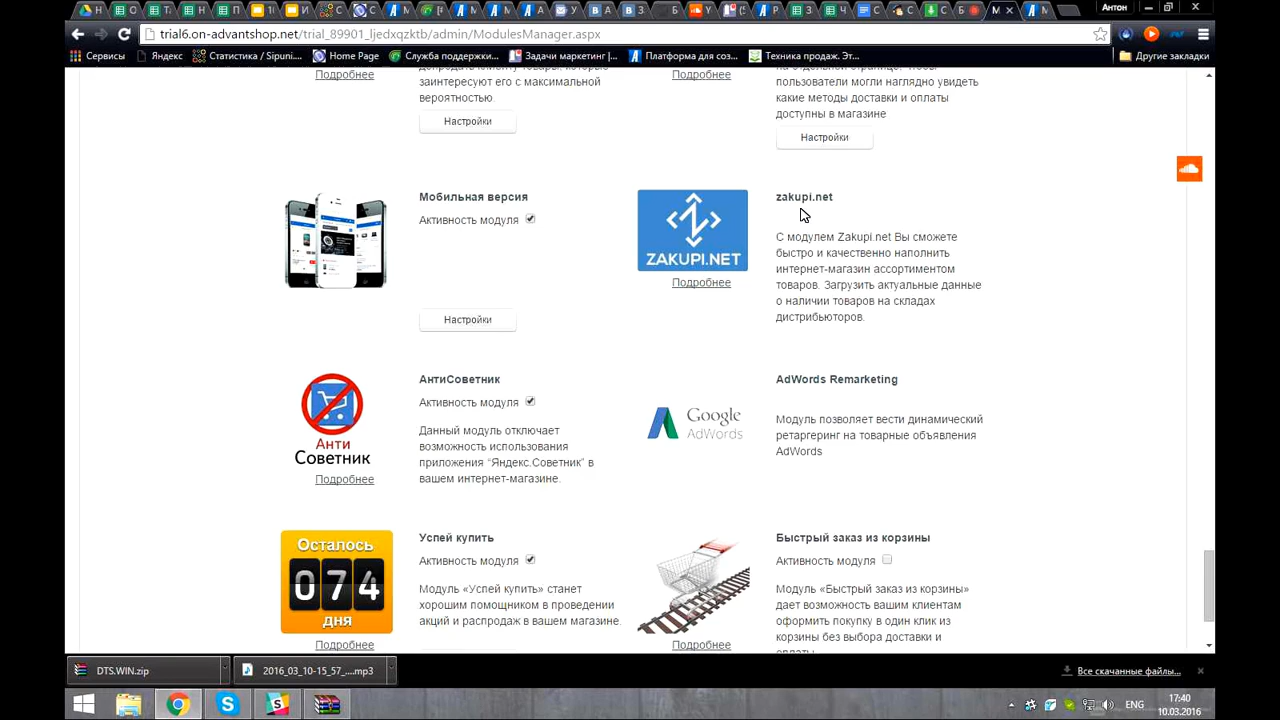 Антон
trial6.on-advantshop.net/trial_89901_ljedxqzktb/admin/ModulesManager.aspx
Сервисы
Яндекс
Статистика / Sipuni...
Home Page
Служба поддержки...
Задачи маркетинг |...
Платформа для соз...
Техника продаж. Эт...
Другие закладки
Подробнее
заинтересуют его с максимальной
вероятностью
Настройки
Подробнее
пользователи могли наглядно увидеть
какие методы доставки и оплаты
доступны в магазине
Настройки
Мобильная версия
Активность модуля
Настройки
ZAKUPI.NET
Подробнее
zakupi.net
С модулем Zakupi.net Вы сможете
быстро и качественно наполнить
интернет-магазин ассортиментом
товаров. Загрузить актуальные данные
о наличии товаров на складах
дистрибьюторов.
Анти
Советник
Подробнее
АнтиСоветник
Активность модуля
Данный модуль отключает
возможность использования
приложения “Яндекс.Советник” в
вашем интернет-магазине.
Google
AdWords
AdWords Remarketing
Модуль позволяет вести динамический
ретаргеринг на товарные объявления
AdWords
Осталось
074
дня
Подробнее
Успей купить
Активность модуля
Модуль «Успей купить» станет
хорошим помощником в проведении
акций и распродаж в вашем магазине.
Подробнее
Быстрый заказ из корзины
Активность модуля
Модуль «Быстрый заказ из корзины»
дает возможность вашим клиентам
оформить покупку в один клик из
корзины без выбора доставки и
DTS.WIN.zip
2016_03_10-15_57_....mp3
Все скачанные файлы...
ENG
17:40
10.03.2016